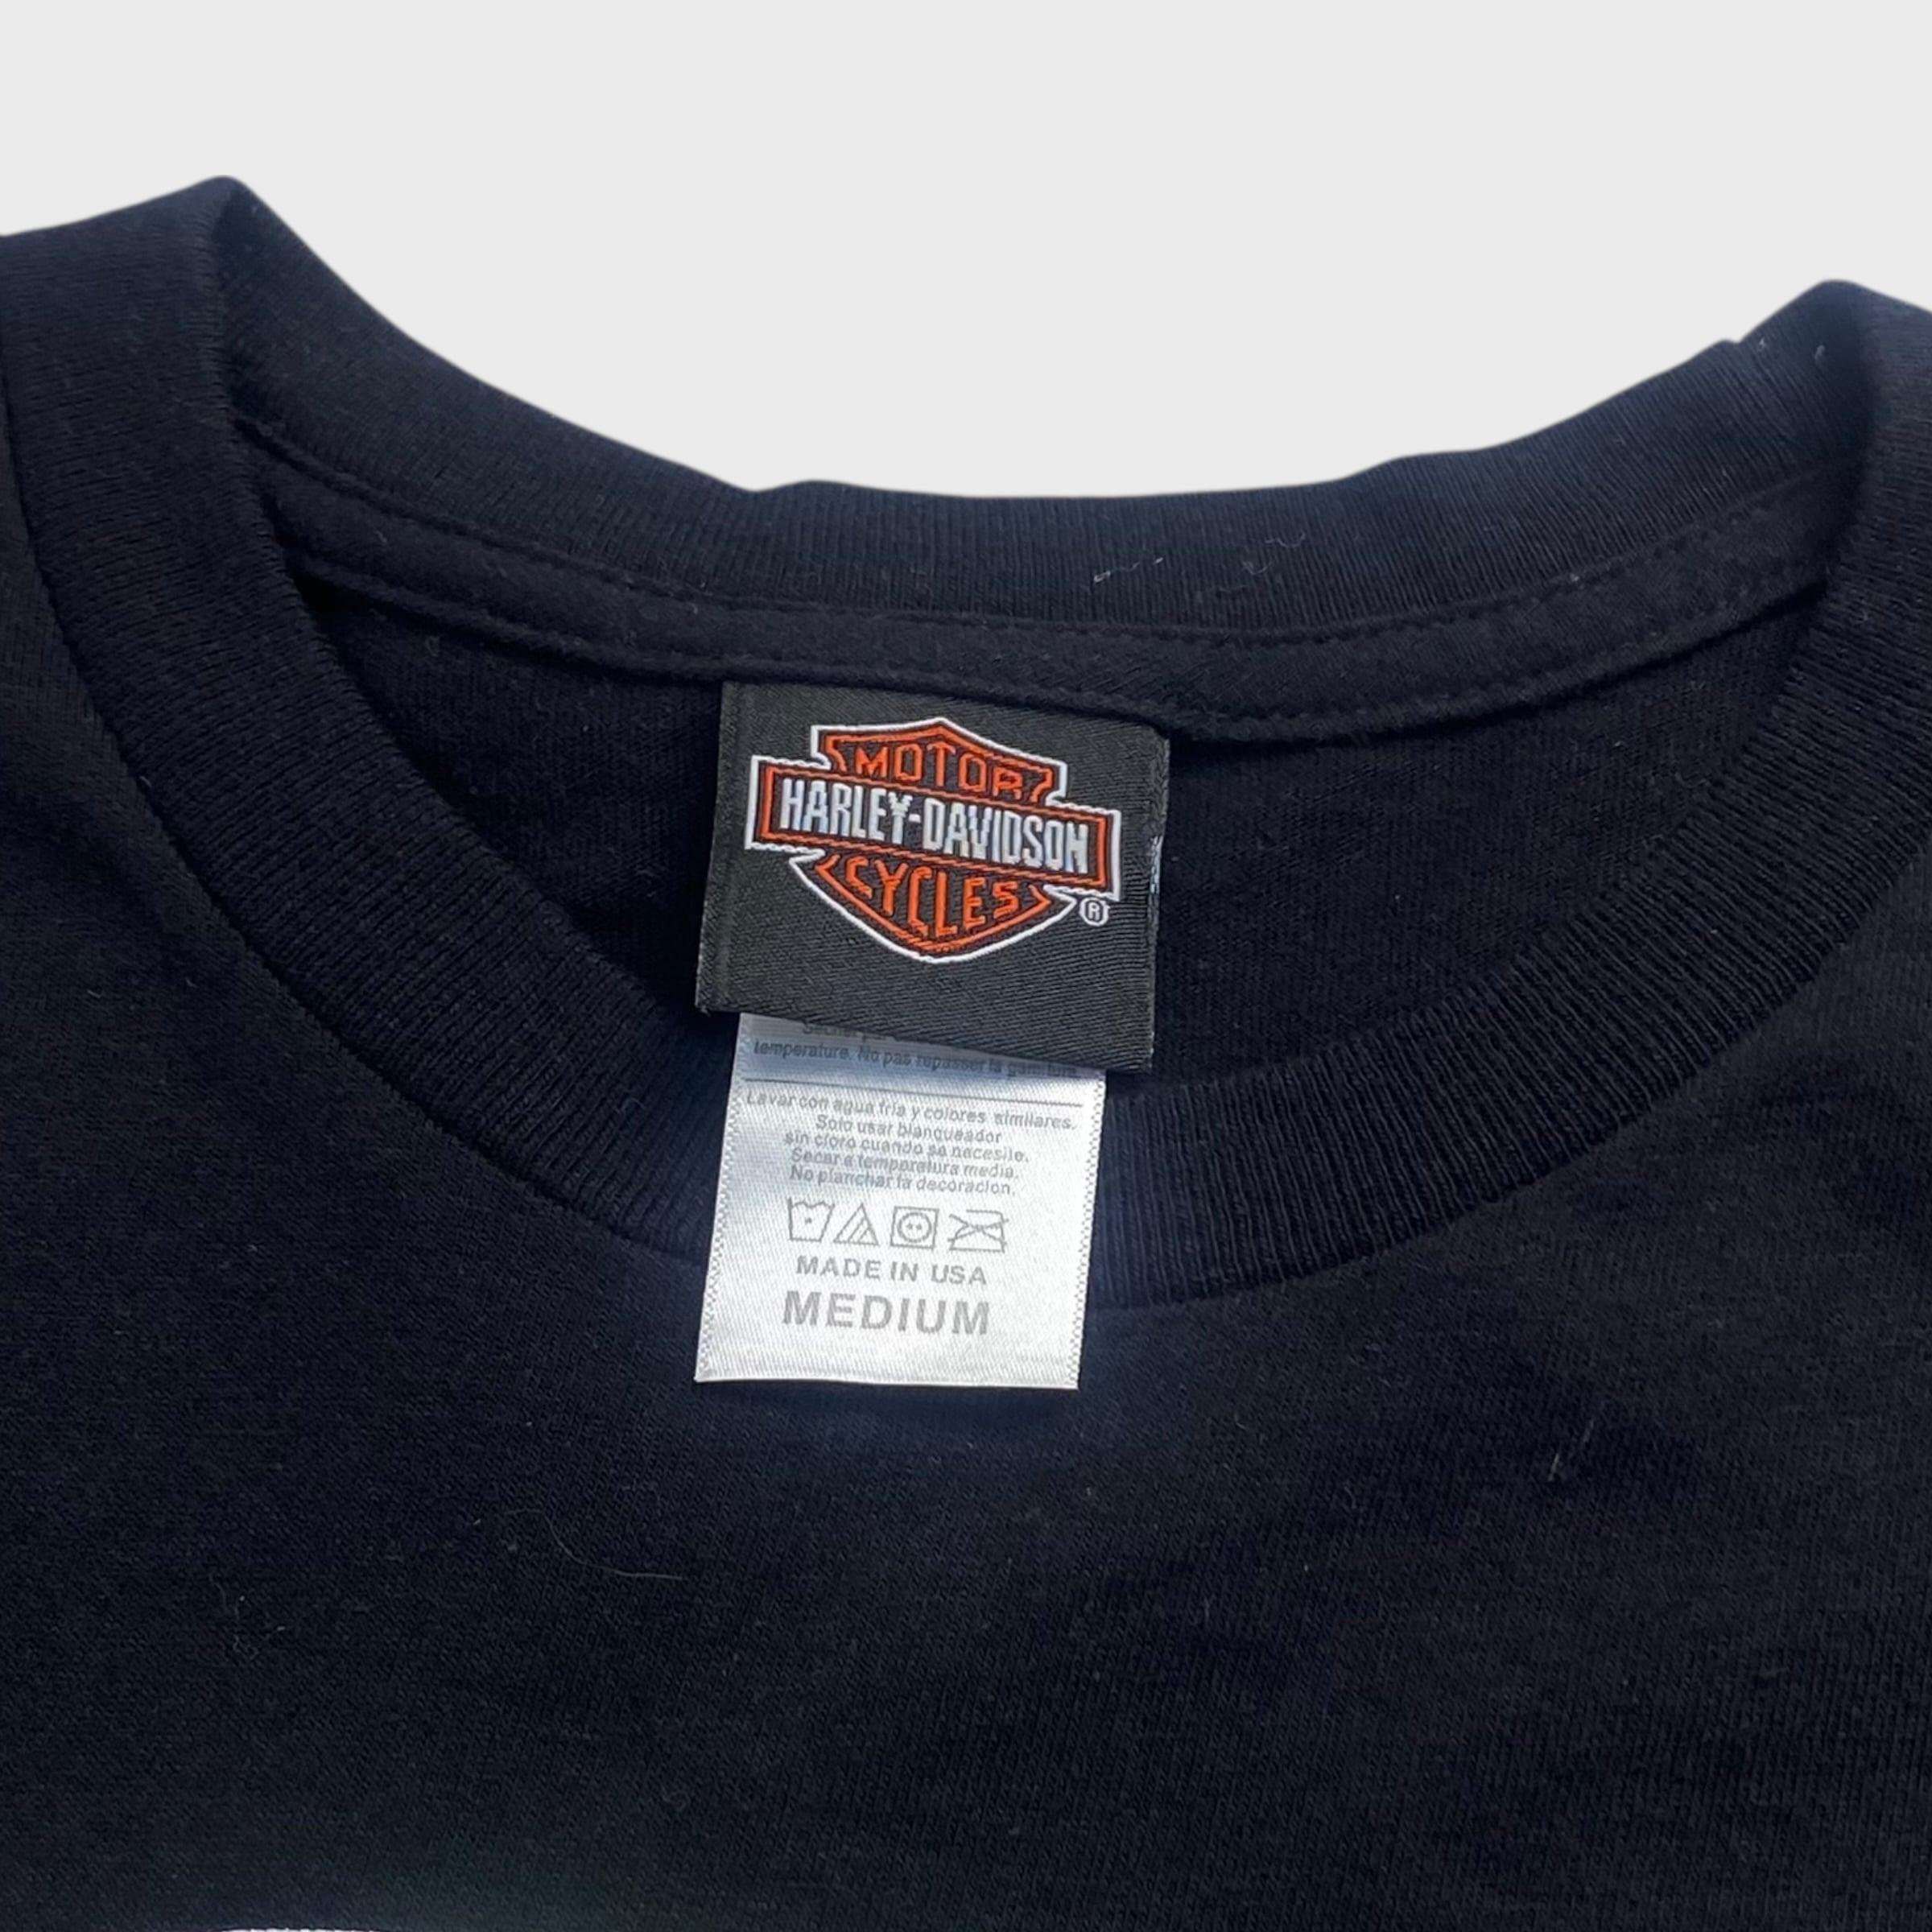 MOTOR
HARLEY-DAVIDSON
CYCLES
®
temperature. No pas repasser la garniture.
Lavar con agua fria y colores similares.
Solo usar blanqueador
sin cloro cuando se necesite.
Secar a temperatura media.
No planchar la decoracion.
MADE IN USA
MEDIUM